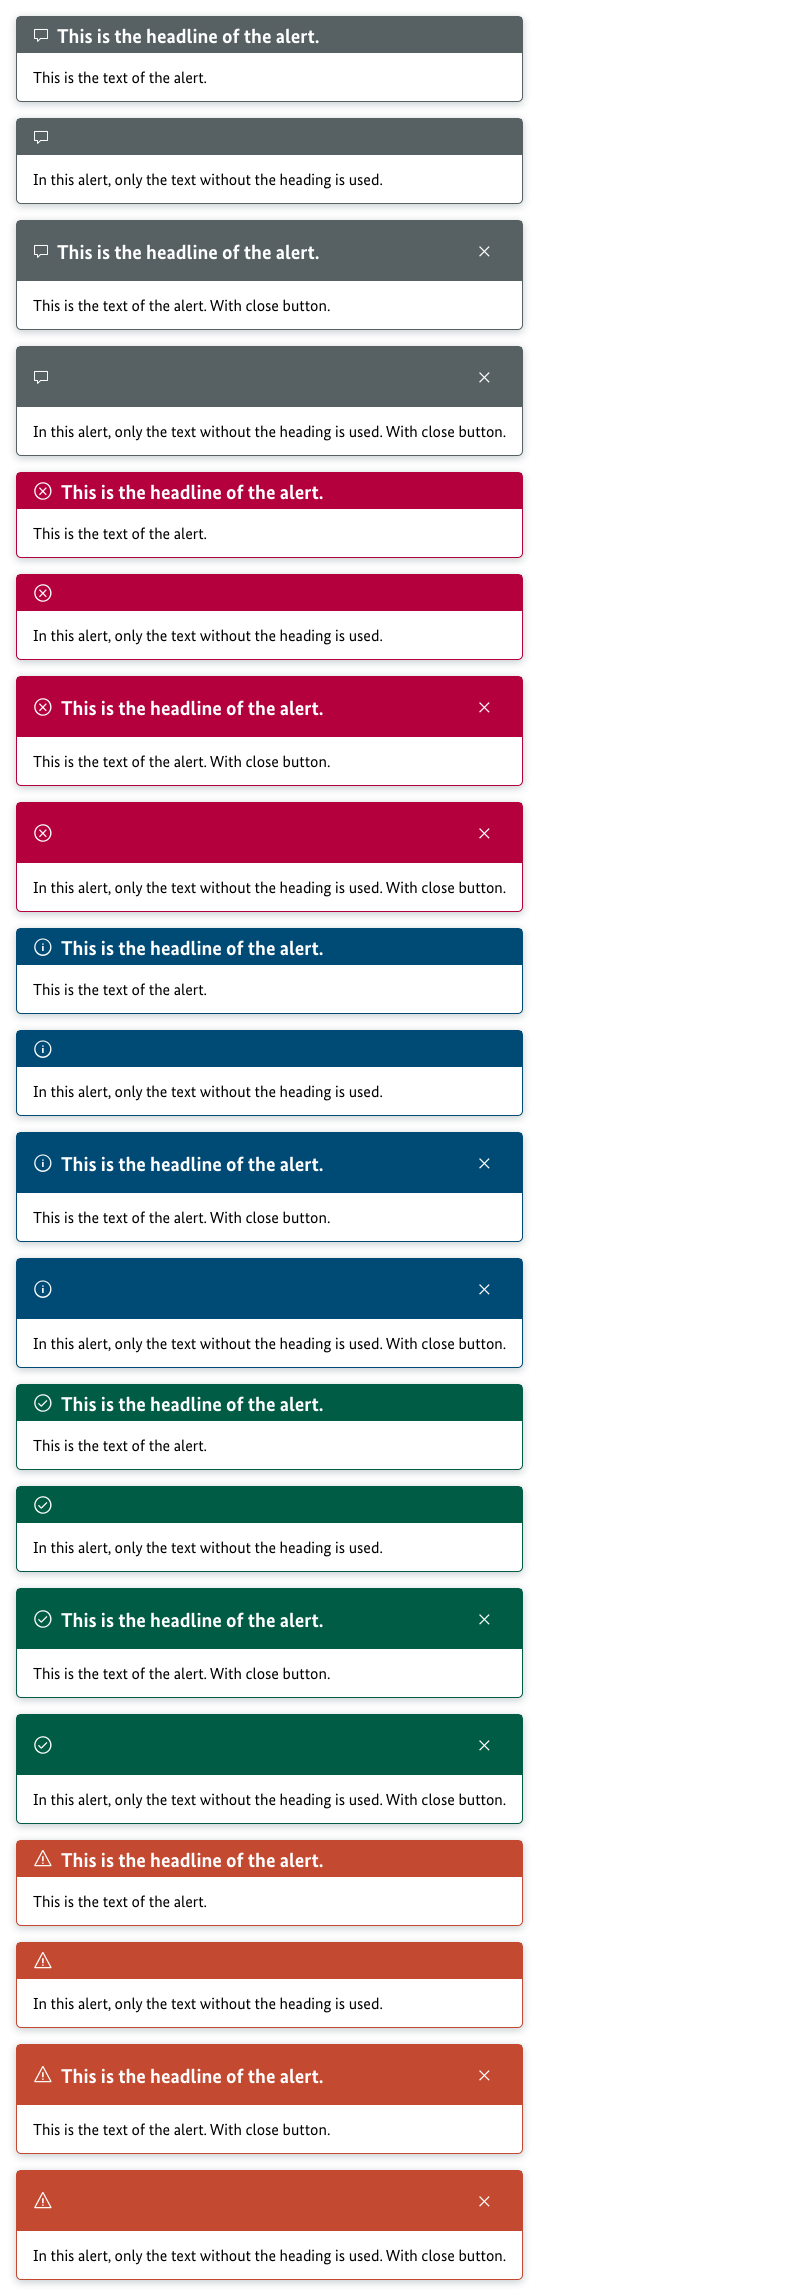 This is the headline of the alert.
This is the text of the alert.
In this alert, only the text without the heading is used.
This is the headline of the alert.
This is the text of the alert. With close button.
In this alert, only the text without the heading is used. With close button.
This is the headline of the alert.
This is the text of the alert.
In this alert, only the text without the heading is used.
This is the headline of the alert.
This is the text of the alert. With close button.
In this alert, only the text without the heading is used. With close button.
This is the headline of the alert.
This is the text of the alert.
In this alert, only the text without the heading is used.
This is the headline of the alert.
This is the text of the alert. With close button.
In this alert, only the text without the heading is used. With close button.
This is the headline of the alert.
This is the text of the alert.
In this alert, only the text without the heading is used.
This is the headline of the alert.
This is the text of the alert. With close button.
In this alert, only the text without the heading is used. With close button.
This is the headline of the alert.
This is the text of the alert.
In this alert, only the text without the heading is used.
This is the headline of the alert.
This is the text of the alert. With close button.
In this alert, only the text without the heading is used. With close button.